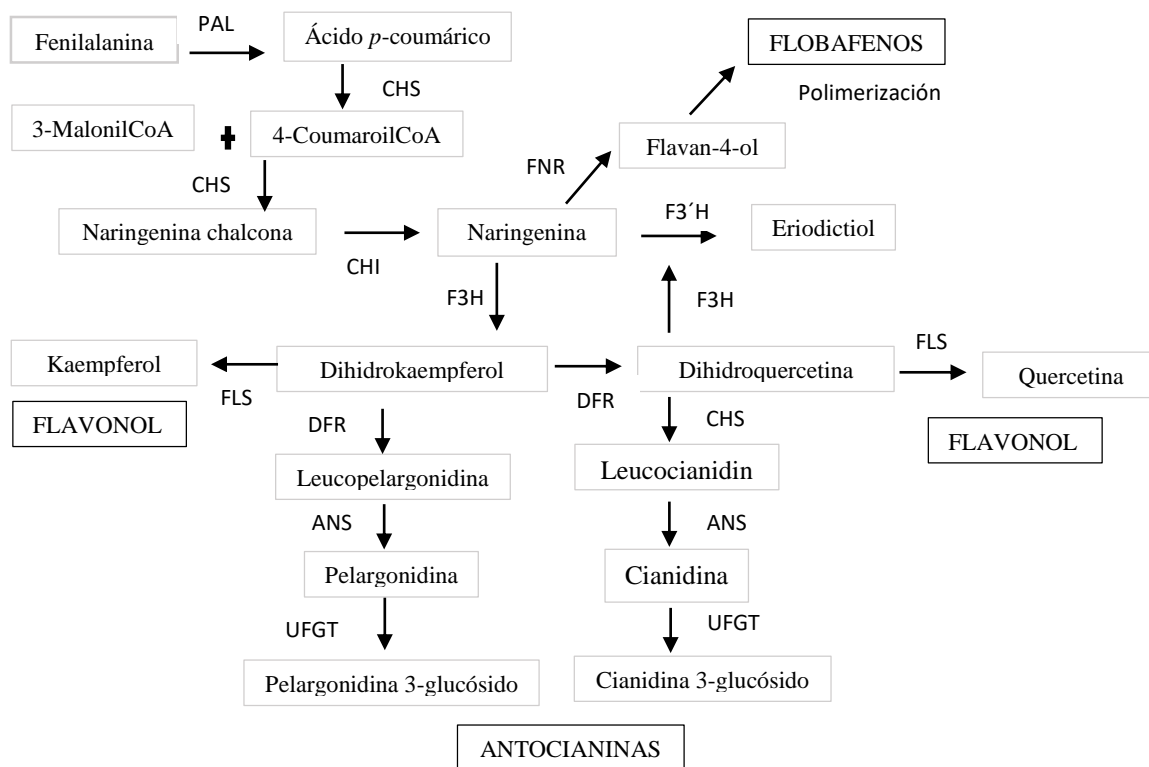 Fenilalanina
PAL
Ácido p-coumárico
FLOBAFENOS
CHS
Polimerización
3-MalonilCoA
4-CoumaroilCoA
Flavan-4-ol
CHS
FNR
Naringenina chalcona
CHI
Naringenina
F3´H
Eriodictiol
F3H
F3H
Kaempferol
FLS
Dihidrokaempferol
DFR
Dihidroquercetina
FLS
Quercetina
FLAVONOL
DFR
CHS
FLAVONOL
Leucopelargonidina
Leucocianidin
ANS
ANS
Pelargonidina
Cianidina
UFGT
UFGT
Pelargonidina 3-glucósido
Cianidina 3-glucósido
ANTOCIANINAS